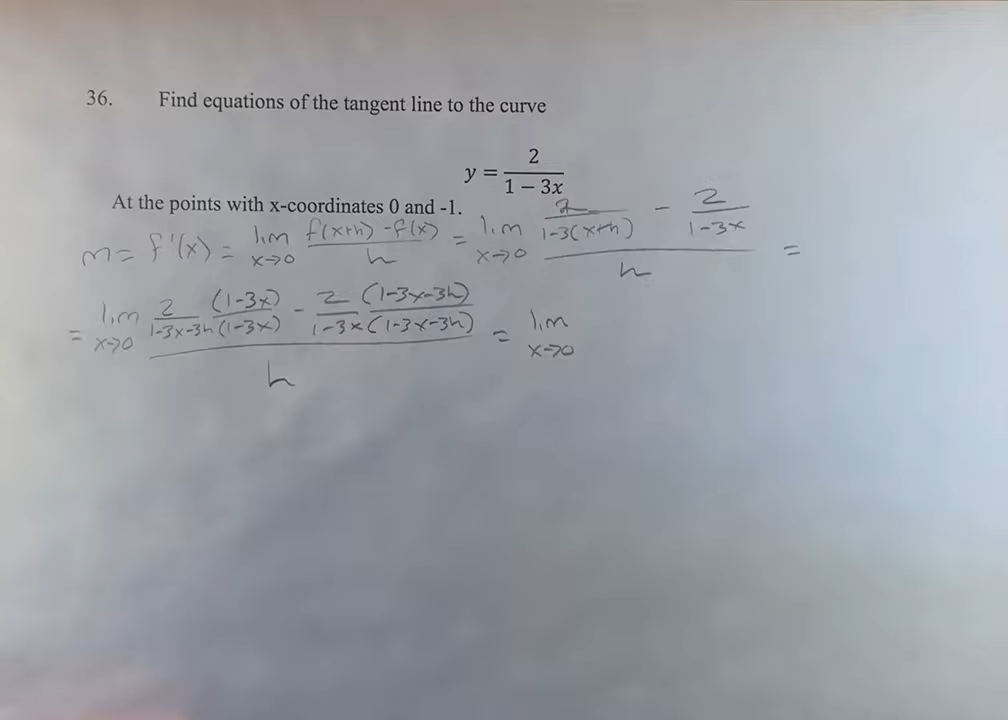 36. Find equations of the tangent line to the curve
y = 2/(1 − 3x)
At the points with x-coordinates 0 and -1.
m = f'(x) = lim x→0 (f(x+h) - f(x))/h = lim x→0 (2/(1-3(x+h)) - 2/(1-3x))/h =
= lim x→0 (2/(1-3x-3h) (1-3x)/(1-3x) - 2/(1-3x) (1-3x-3h)/(1-3x-3h))/h = lim x→0